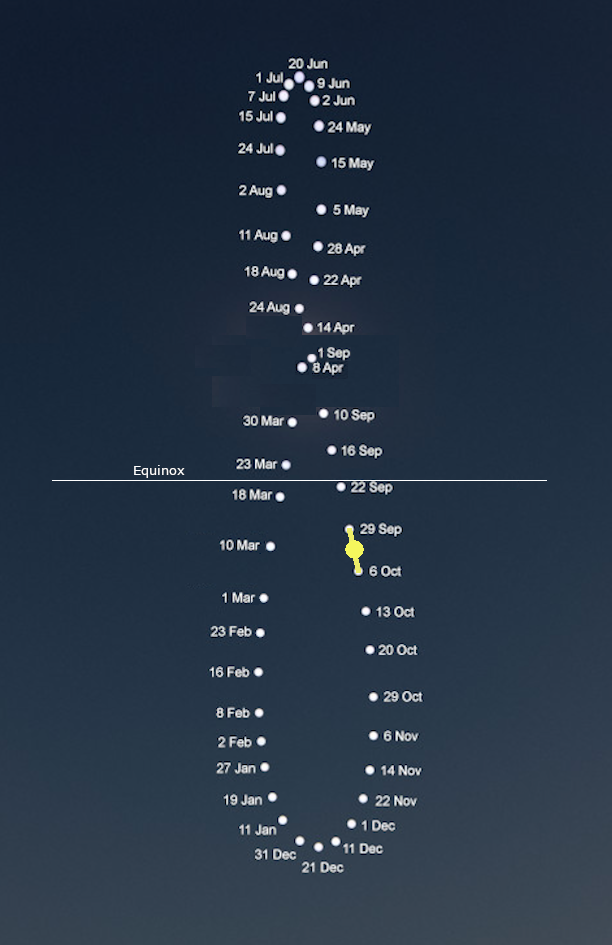 20 Jun
1 Jul
9 Jun
7 Jul
2 Jun
15 Jul
24 May
24 Jul
15 May
2 Aug
5 May
11 Aug
28 Apr
18 Aug
22 Apr
24 Aug
14 Apr
1 Sep
8 Apr
10 Sep
30 Mar
16 Sep
23 Mar
Equinox
22 Sep
18 Mar
29 Sep
10 Mar
6 Oct
1 Mar
13 Oct
23 Feb
20 Oct
16 Feb
29 Oct
8 Feb
6 Nov
2 Feb
27 Jan
14 Nov
19 Jan
22 Nov
11 Jan
1 Dec
31 Dec
11 Dec
21 Dec